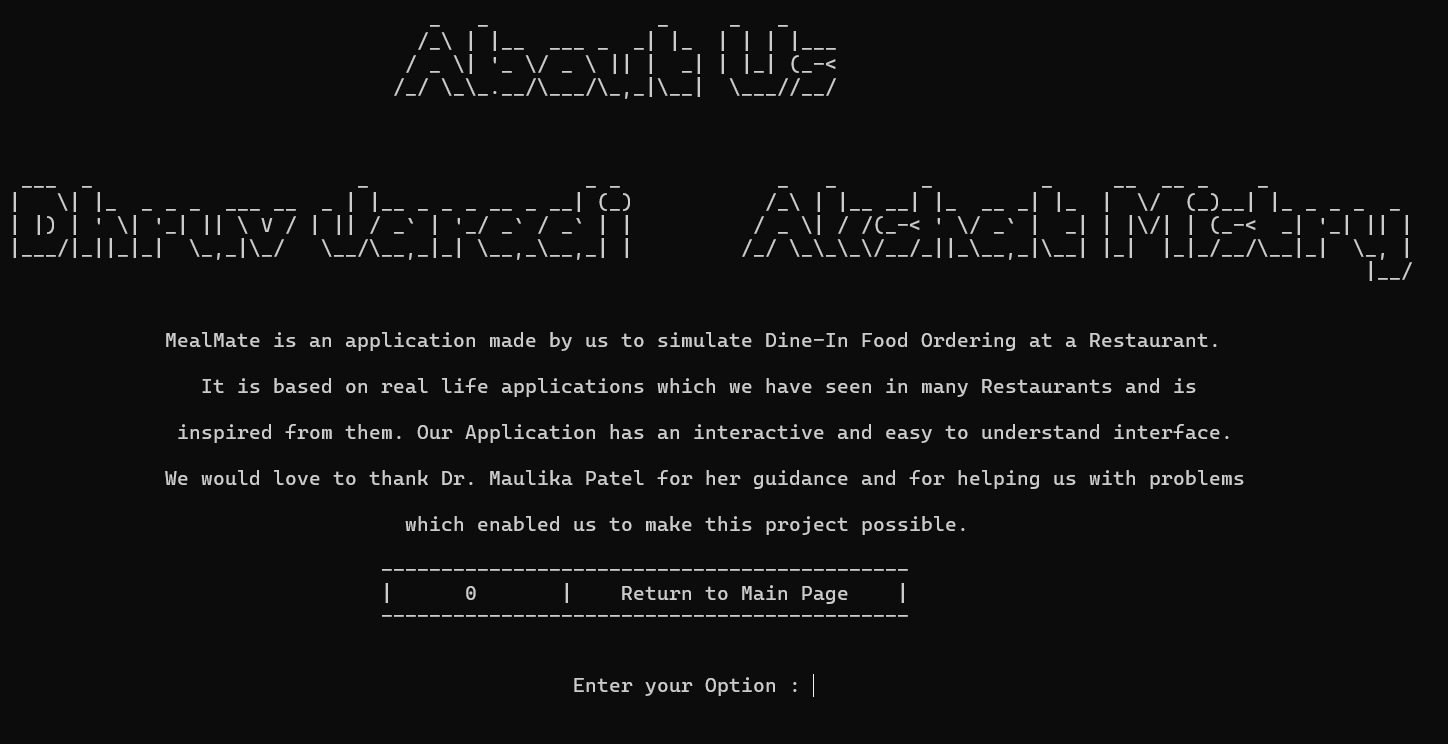 About Us
Dhruv Jaradi Akshat Mistry
MealMate is an application made by us to simulate Dine-In Food Ordering at a Restaurant.
It is based on real life applications which we have seen in many Restaurants and is
inspired from them. Our Application has an interactive and easy to understand interface.
We would love to thank Dr. Maulika Patel for her guidance and for helping us with problems
which enabled us to make this project possible.
| 0 | Return to Main Page |
Enter your Option :